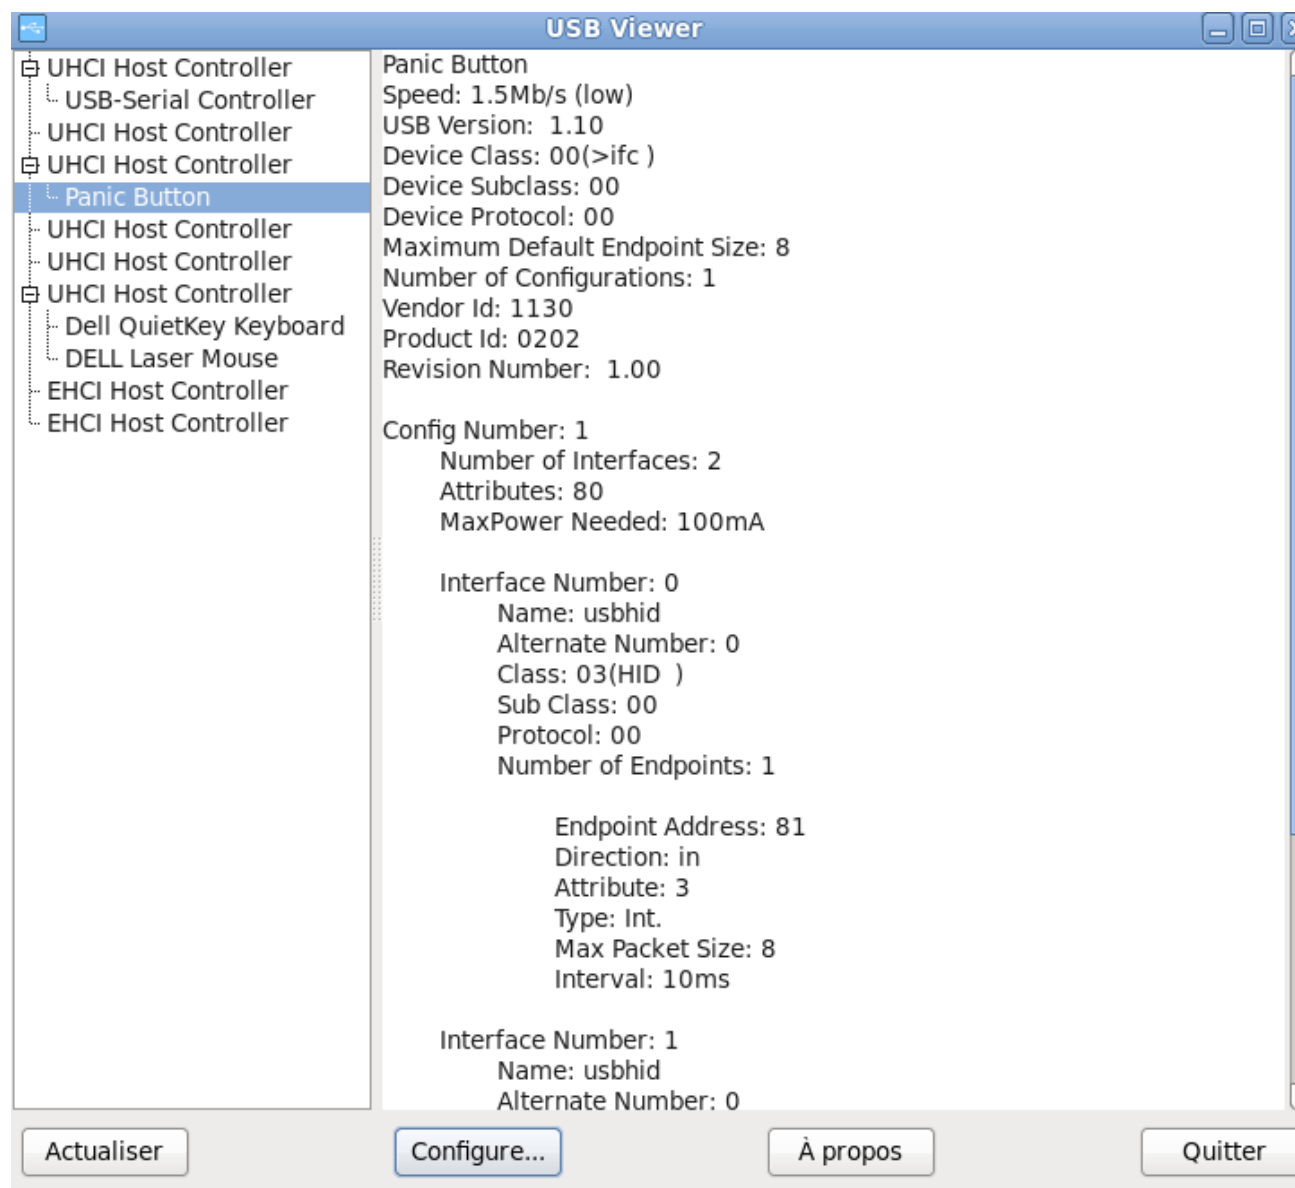 USB Viewer
UHCI Host Controller
USB-Serial Controller
UHCI Host Controller
UHCI Host Controller
Panic Button
UHCI Host Controller
UHCI Host Controller
UHCI Host Controller
Dell QuietKey Keyboard
DELL Laser Mouse
EHCI Host Controller
EHCI Host Controller
Panic Button
Speed: 1.5Mb/s (low)
USB Version:  1.10
Device Class: 00(>ifc )
Device Subclass: 00
Device Protocol: 00
Maximum Default Endpoint Size: 8
Number of Configurations: 1
Vendor Id: 1130
Product Id: 0202
Revision Number:  1.00
Config Number: 1
Number of Interfaces: 2
Attributes: 80
MaxPower Needed: 100mA
Interface Number: 0
Name: usbhid
Alternate Number: 0
Class: 03(HID  )
Sub Class: 00
Protocol: 00
Number of Endpoints: 1
Endpoint Address: 81
Direction: in
Attribute: 3
Type: Int.
Max Packet Size: 8
Interval: 10ms
Interface Number: 1
Name: usbhid
Alternate Number: 0
Actualiser
Configure...
À propos
Quitter